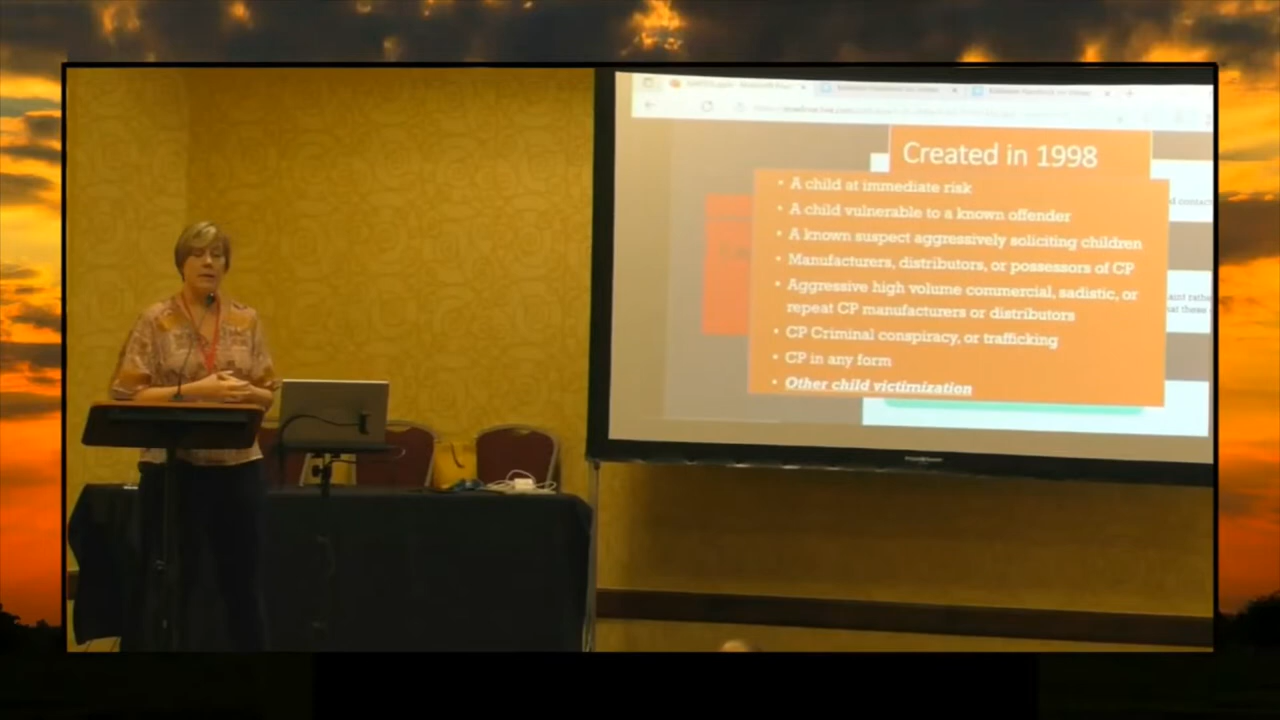 Created in 1998
• A child at immediate risk
• A child vulnerable to a known offender
• A known suspect aggressively soliciting children
• Manufacturers, distributors, or possessors of CP
• Aggressive high volume commercial, sadistic, or
repeat CP manufacturers or distributors
• CP Criminal conspiracy, or trafficking
• CP in any form
• Other child victimization